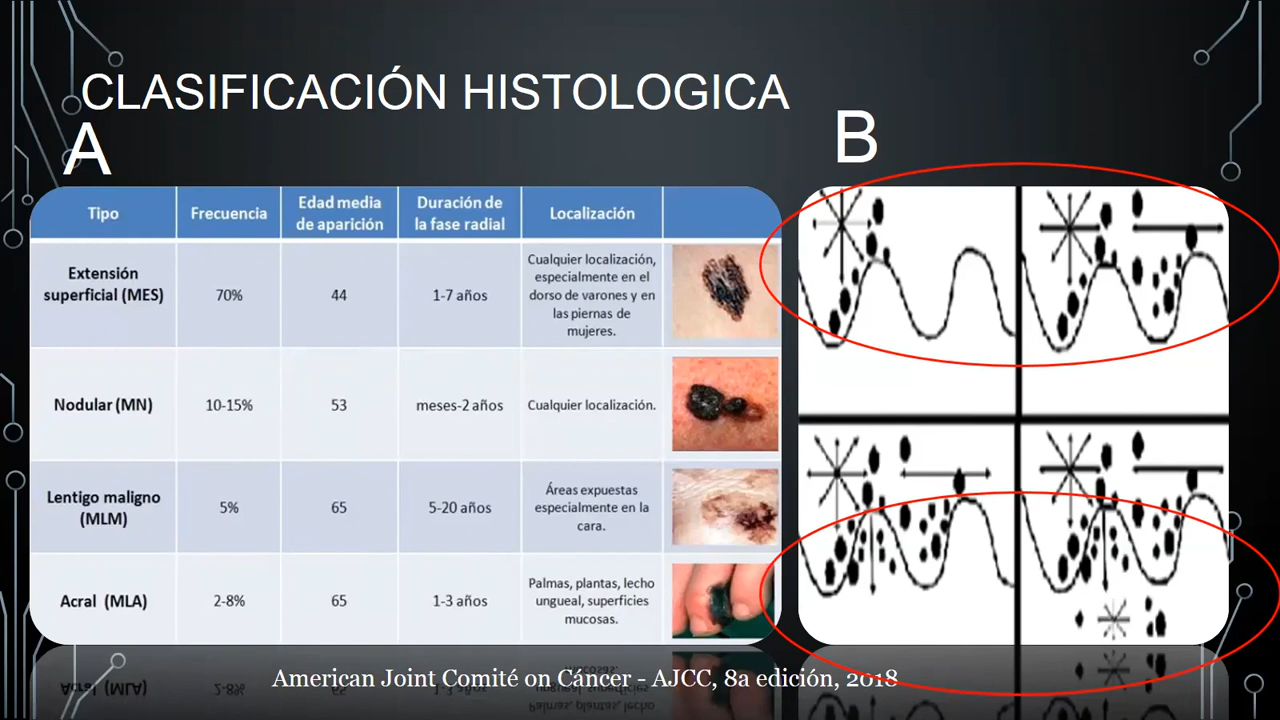 CLASIFICACIÓN HISTOLOGICA
A
B
Tipo
Frecuencia
Edad media
de aparición
Duración de
la fase radial
Localización
Extensión
superficial (MES)
70%
44
1-7 años
Cualquier localización,
especialmente en el
dorso de varones y en
las piernas de
mujeres.
Nodular (MN)
10-15%
53
meses-2 años
Cualquier localización.
Lentigo maligno
(MLM)
5%
65
5-20 años
Áreas expuestas
especialmente en la
cara.
Acral (MLA)
2-8%
65
1-3 años
Palmas, plantas, lecho
ungueal, superficies
mucosas.
American Joint Comité on Cáncer - AJCC, 8a edición, 2018